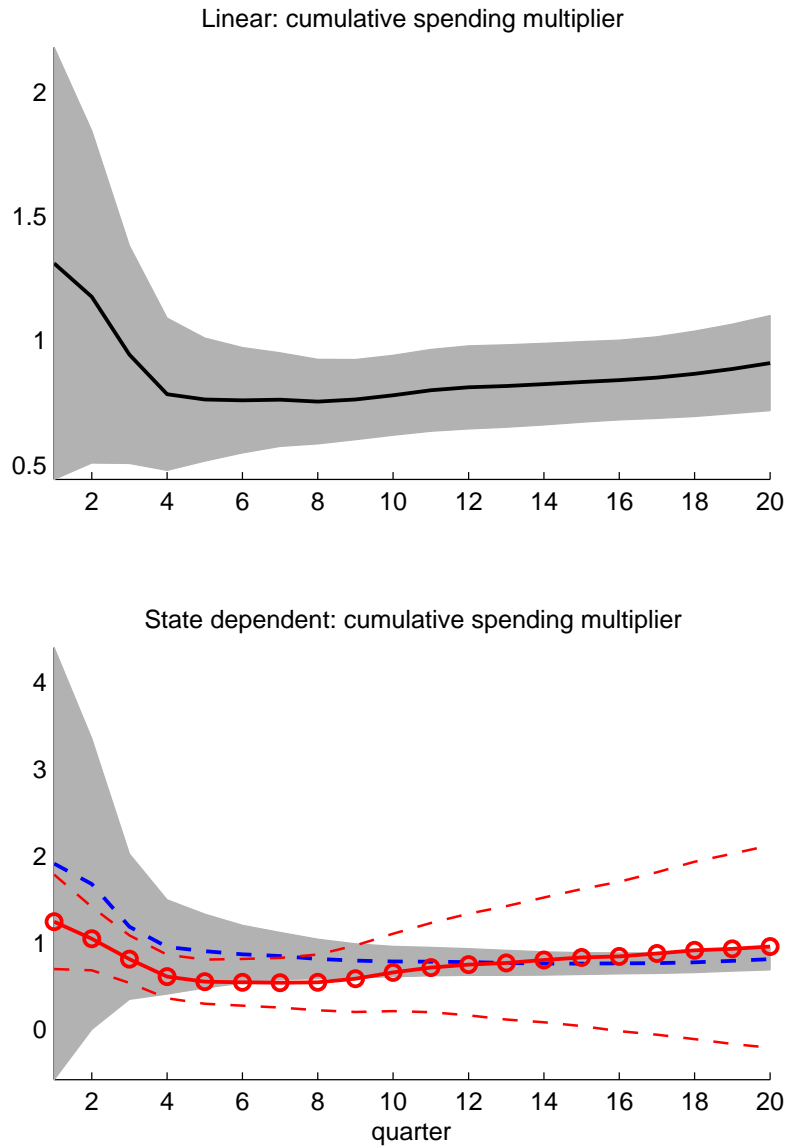 Linear: cumulative spending multiplier
2
1.5
1
0.5
2 4 6 8 10 12 14 16 18 20
State dependent: cumulative spending multiplier
4
3
2
1
0
2 4 6 8 10 12 14 16 18 20
quarter